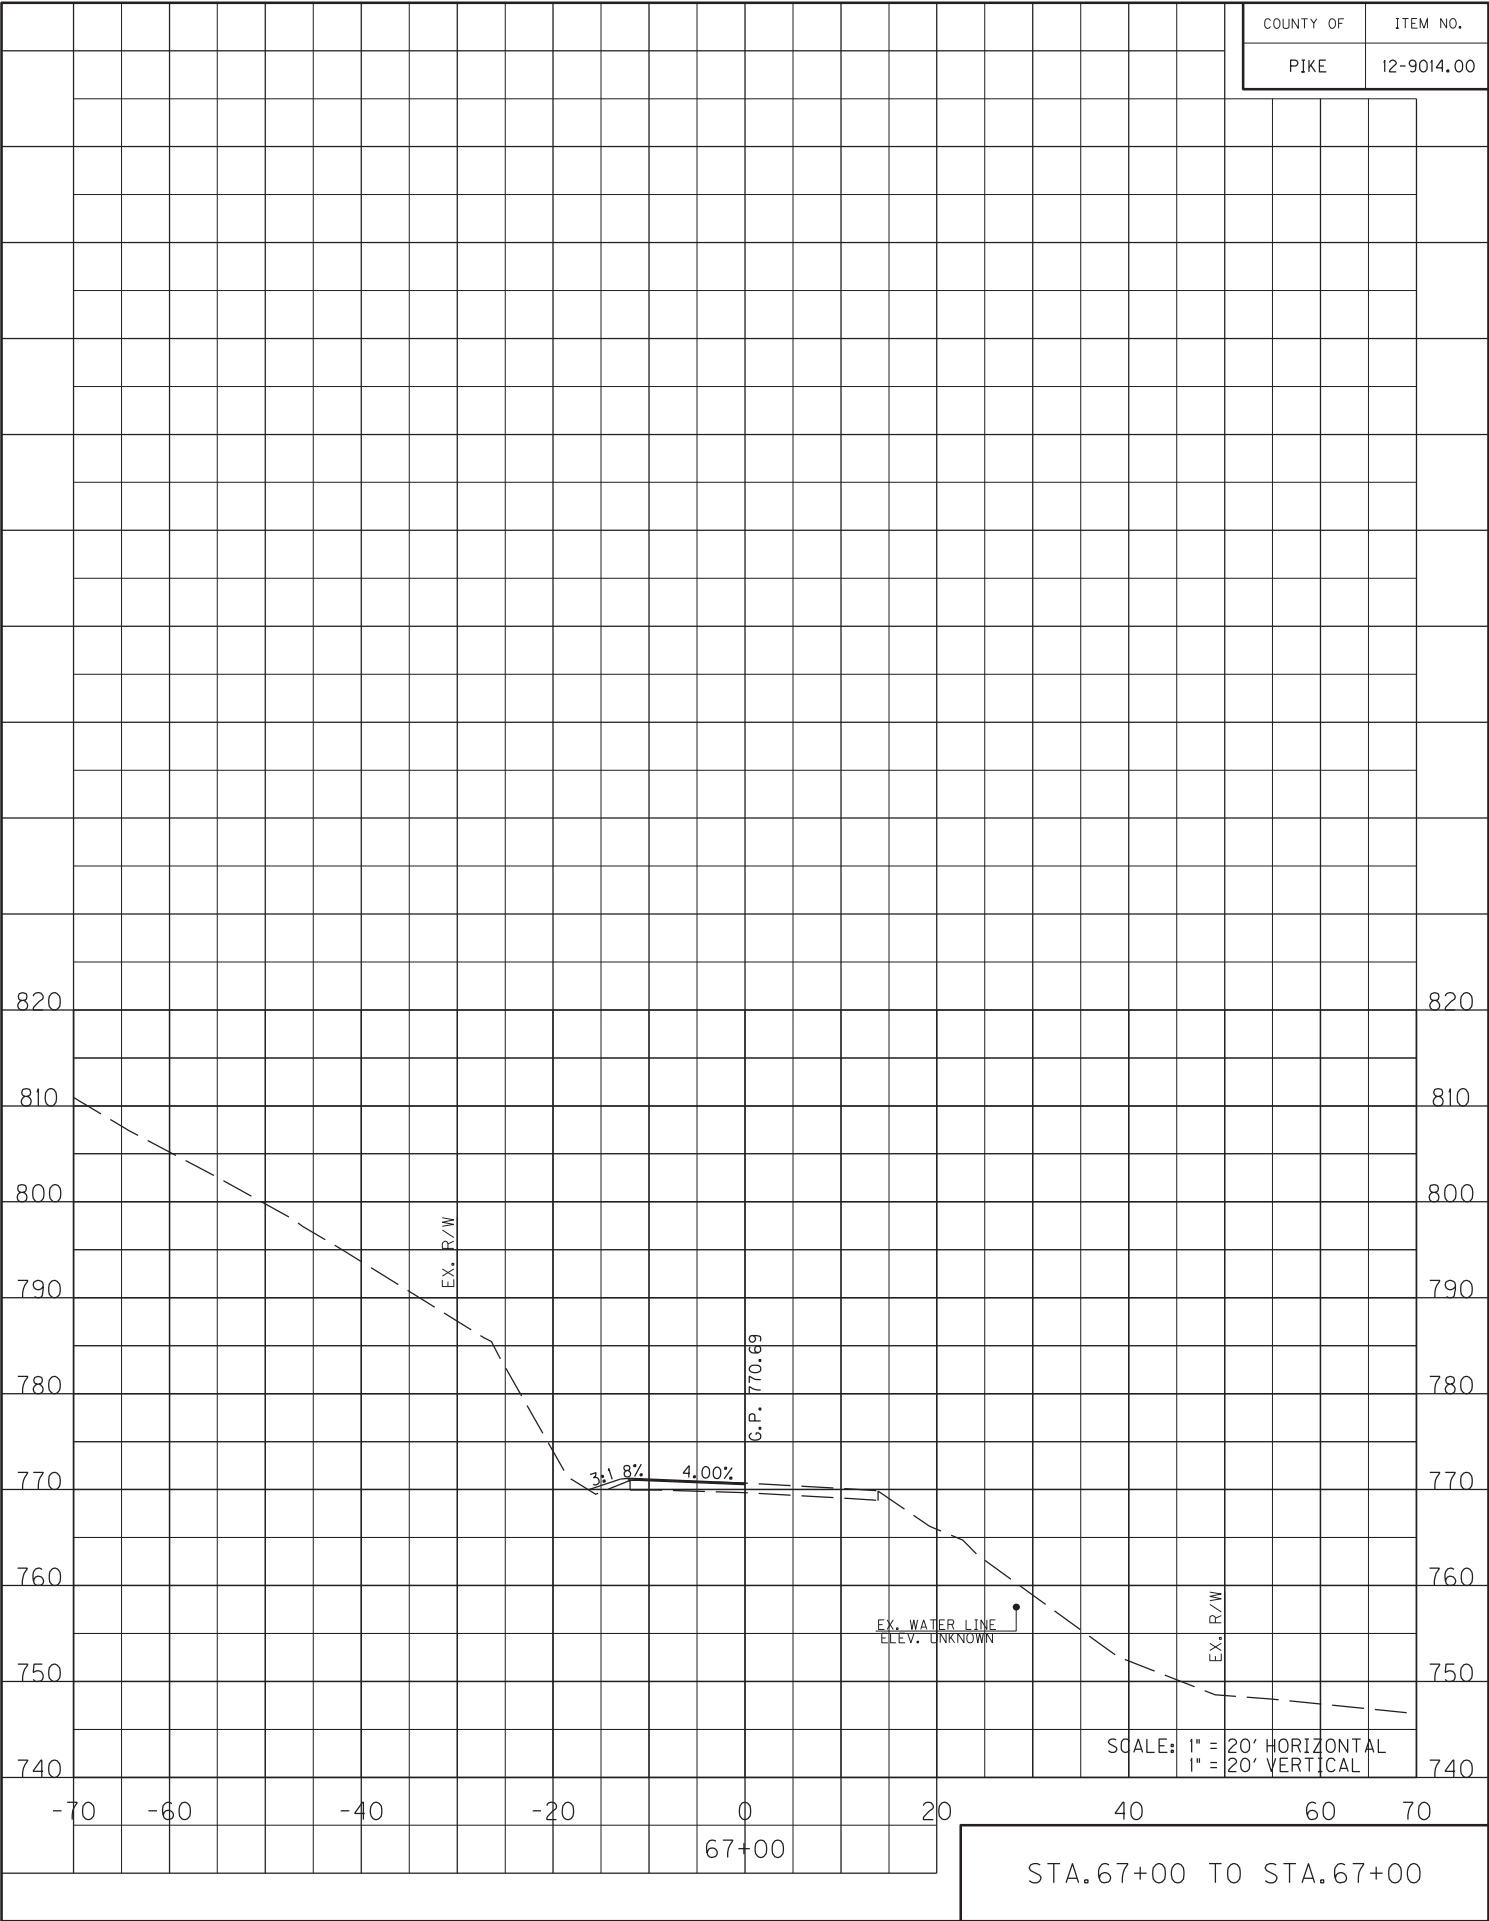 COUNTY OF ITEM NO.
PIKE 12-9014.00
820 820
810 810
800 800
EX. R/W
790 790
G.P. 770.69
780 780
3:1 8% 4.00%
770 770
760 760
EX. R/W
EX. WATER LINE
ELEV. UNKNOWN
750 750
SCALE: 1" = 20' HORIZONTAL
1" = 20' VERTICAL
740 740
-70 -60 -40 -20 0 20 40 60 70
67+00
STA.67+00 TO STA.67+00